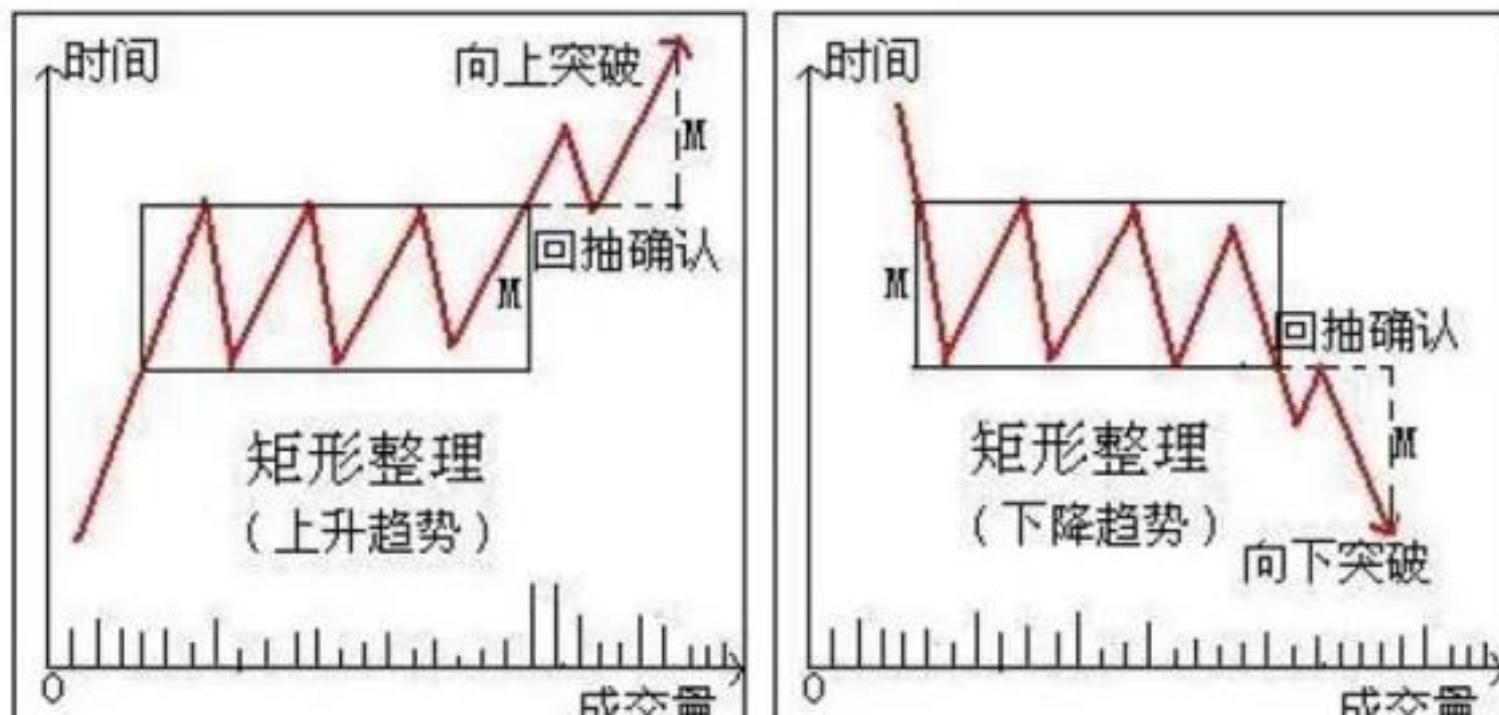 时间
向上突破
M
回抽确认
M
矩形整理
（上升趋势）
0
成交量
时间
M
回抽确认
M
矩形整理
（下降趋势）
向下突破
0
成交量